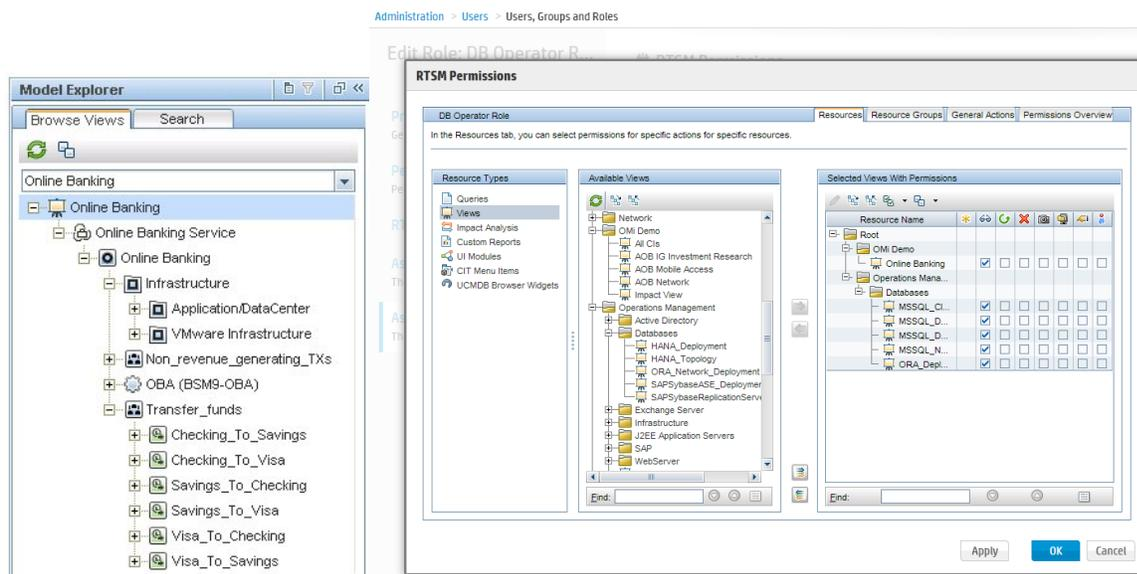 Administration > Users > Users, Groups and Roles
Edit Role: DB Operator R...
RTSM Permissions
Model Explorer
Browse Views
Search
Online Banking
Online Banking
Online Banking Service
Online Banking
Infrastructure
Application/DataCenter
VMware Infrastructure
Non_revenue_generating_TXs
OBA (BSM9-OBA)
Transfer_funds
Checking_To_Savings
Checking_To_Visa
Savings_To_Checking
Savings_To_Visa
Visa_To_Checking
Visa_To_Savings
RTSM Permissions
DB Operator Role
Resources
Resource Groups
General Actions
Permissions Overview
In the Resources tab, you can select permissions for specific actions for specific resources.
Resource Types
Queries
Views
Impact Analysis
Custom Reports
UI Modules
CIT Menu Items
UCMDB Browser Widgets
Available Views
Network
OMi Demo
All CIs
AOB IG Investment Research
AOB Mobile Access
AOB Network
Impact View
Operations Management
Active Directory
Databases
HANA_Deployment
HANA_Topology
ORA_Network_Deployment
SAPSybaseASE_Deploymer
SAPSybaseReplicationServe
Exchange Server
Infrastructure
J2EE Application Servers
SAP
WebServer
Find:
Selected Views With Permissions
Resource Name
Root
OMi Demo
Online Banking
Operations Mana...
Databases
MSSQL_Cl...
MSSQL_D...
MSSQL_D...
MSSQL_N...
ORA_Depl...
Find:
Apply
OK
Cancel